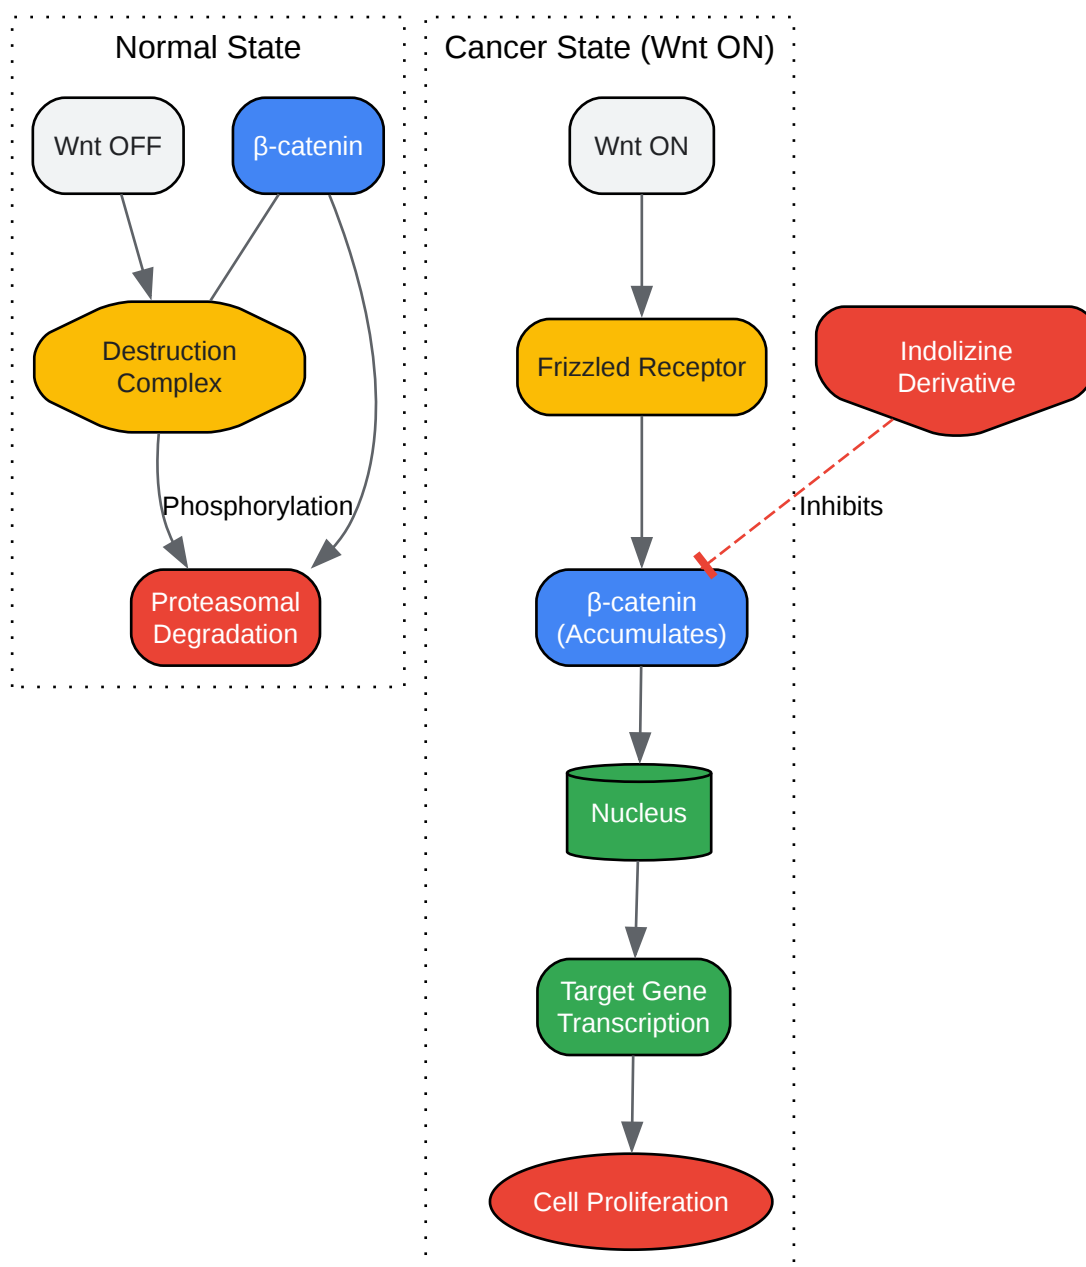 Normal State
Wnt OFF
β-catenin
Destruction
Complex
Phosphorylation
Proteasomal
Degradation
Cancer State (Wnt ON)
Wnt ON
Frizzled Receptor
Indolizine
Derivative
Inhibits
β-catenin
(Accumulates)
Nucleus
Target Gene
Transcription
Cell Proliferation